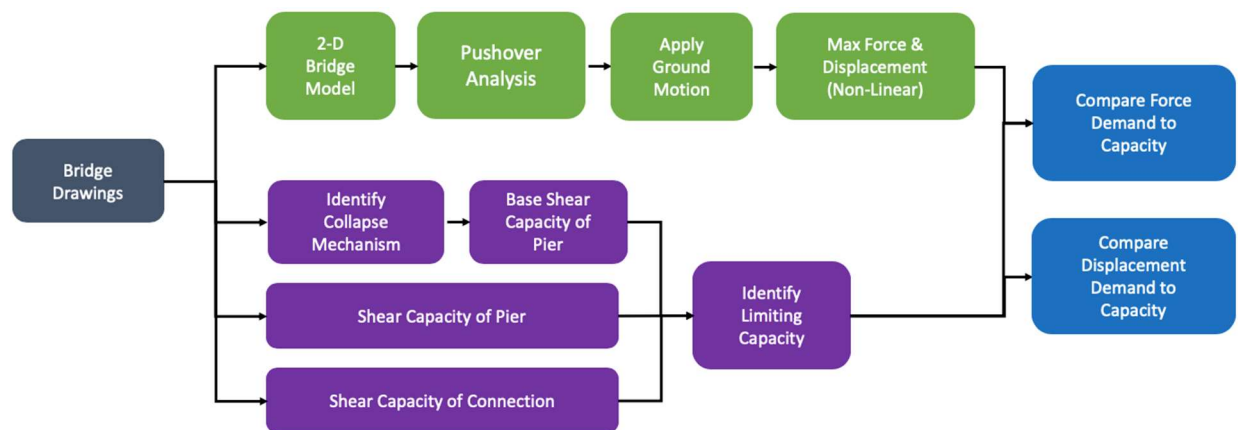 2-D
Bridge
Model
Pushover
Analysis
Apply
Ground
Motion
Max Force &
Displacement
(Non-Linear)
Compare Force
Demand to
Capacity
Bridge
Drawings
Identify
Collapse
Mechanism
Base Shear
Capacity of
Pier
Compare
Displacement
Demand to
Capacity
Shear Capacity of Pier
Identify
Limiting
Capacity
Shear Capacity of Connection